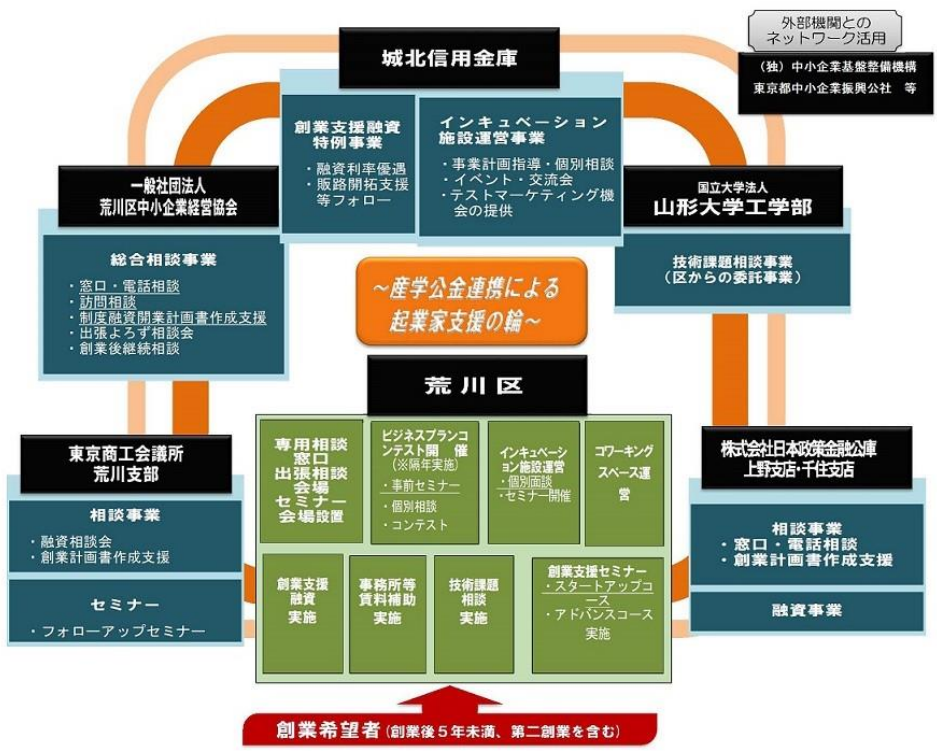 外部機関との
ネットワーク活用
（独）中小企業基盤整備機構
東京都中小企業振興公社　等
城北信用金庫
創業支援融資
特例事業
・融資利率優遇
・販路開拓支援
等フォロー
インキュベーション
施設運営事業
・事業計画指導・個別相談
・イベント・交流会
・テストマーケティング機
会の提供
一般社団法人
荒川区中小企業経営協会
総合相談事業
・窓口・電話相談
・訪問相談
・制度融資開業計画書作成支援
・出張よろず相談会
・創業後継続相談
国立大学法人
山形大学工学部
技術課題相談事業
（区からの委託事業）
～産学公金連携による
起業家支援の輪～
荒川区
専用相談
窓口
出張相談
会場
セミナー
会場設置
ビジネスプランコ
ンテスト開　催
（※隔年実施）
・事前セミナー
・個別相談
・コンテスト
インキュベーシ
ョン施設運営
・個別面談
・セミナー開催
コワーキング
スペース運
営
創業支援
融資
実施
事務所等
賃料補助
実施
技術課題
相談
実施
創業支援セミナー
・スタートアップコ
ース
・アドバンスコース
実施
東京商工会議所
荒川支部
相談事業
・融資相談会
・創業計画書作成支援
セミナー
・フォローアップセミナー
株式会社日本政策金融公庫
上野支店・千住支店
相談事業
・窓口・電話相談
・創業計画書作成支援
融資事業
創業希望者（創業後５年未満、第二創業を含む）